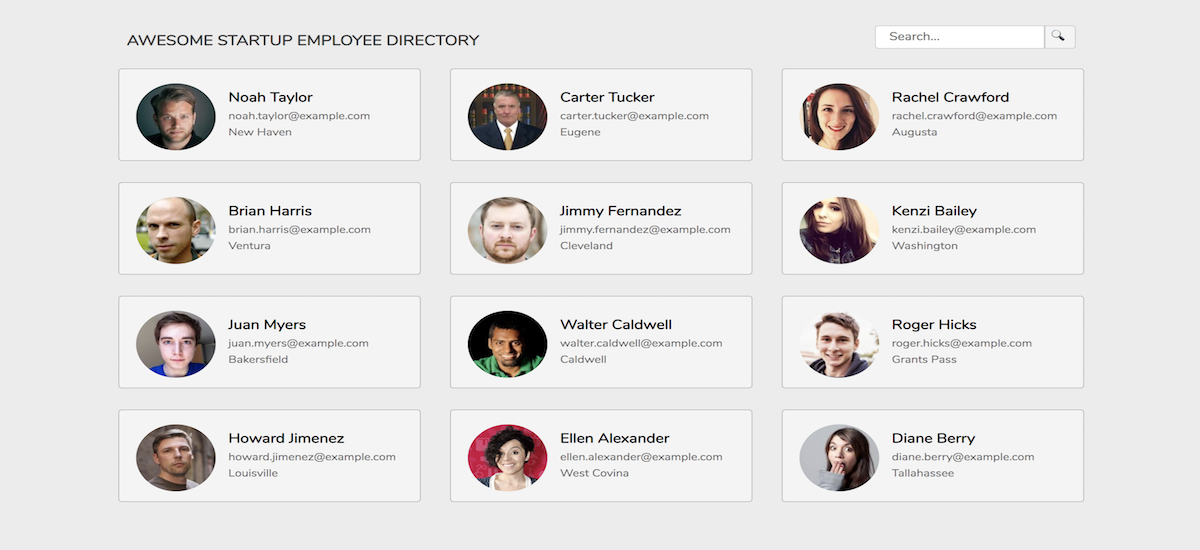 AWESOME STARTUP EMPLOYEE DIRECTORY
Search...
Noah Taylor
noah.taylor@example.com
New Haven
Carter Tucker
carter.tucker@example.com
Eugene
Rachel Crawford
rachel.crawford@example.com
Augusta
Brian Harris
brian.harris@example.com
Ventura
Jimmy Fernandez
jimmy.fernandez@example.com
Cleveland
Kenzi Bailey
kenzi.bailey@example.com
Washington
Juan Myers
juan.myers@example.com
Bakersfield
Walter Caldwell
walter.caldwell@example.com
Caldwell
Roger Hicks
roger.hicks@example.com
Grants Pass
Howard Jimenez
howard.jimenez@example.com
Louisville
Ellen Alexander
ellen.alexander@example.com
West Covina
Diane Berry
diane.berry@example.com
Tallahassee